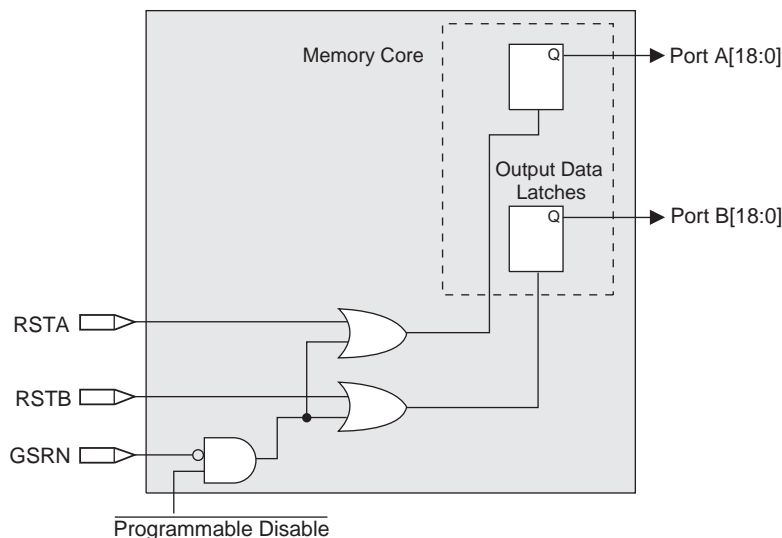 Memory Core
Q
Port A[18:0]
Output Data
Latches
Q
Port B[18:0]
RSTA
RSTB
GSRN
Programmable Disable